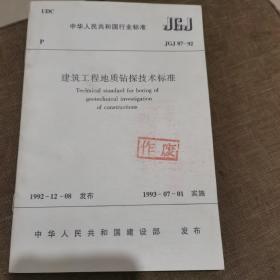 UDC
中华人民共和国行业标准 JGJ
P JGJ 87-92
建筑工程地质钻探技术标准
Technical standard for boring of
geotechnical investigation
of constructions
作废
1992-12-08 发布 1993-07-01 实施
中华人民共和国建设部 发布